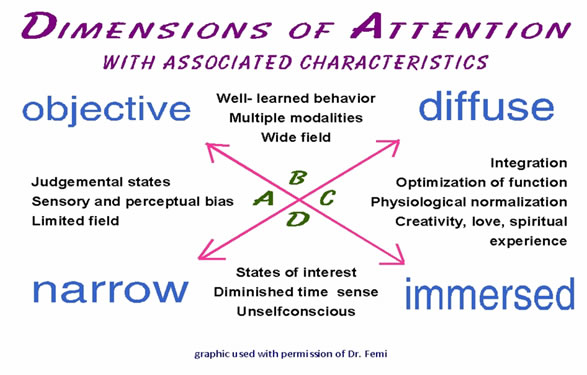 DIMENSIONS OF ATTENTION
WITH ASSOCIATED CHARACTERISTICS
objective
Well- learned behavior
Multiple modalities
Wide field
diffuse
Judgemental states
Sensory and perceptual bias
Limited field
A
B
C
D
Integration
Optimization of function
Physiological normalization
Creativity, love, spiritual
experience
narrow
States of interest
Diminished time sense
Unselfconscious
immersed
graphic used with permission of Dr. Femi